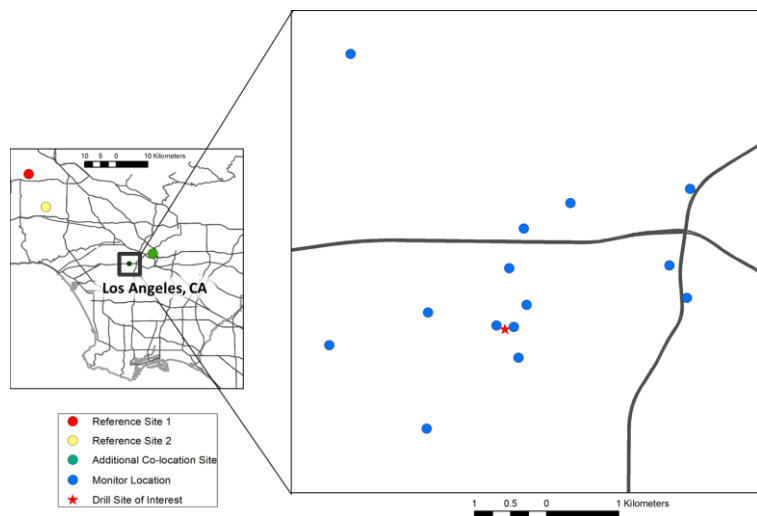 10 5 0 10 Kilometers
Los Angeles, CA
Reference Site 1
Reference Site 2
Additional Co-location Site
Monitor Location
Drill Site of Interest
1 0.5 0 1 Kilometers